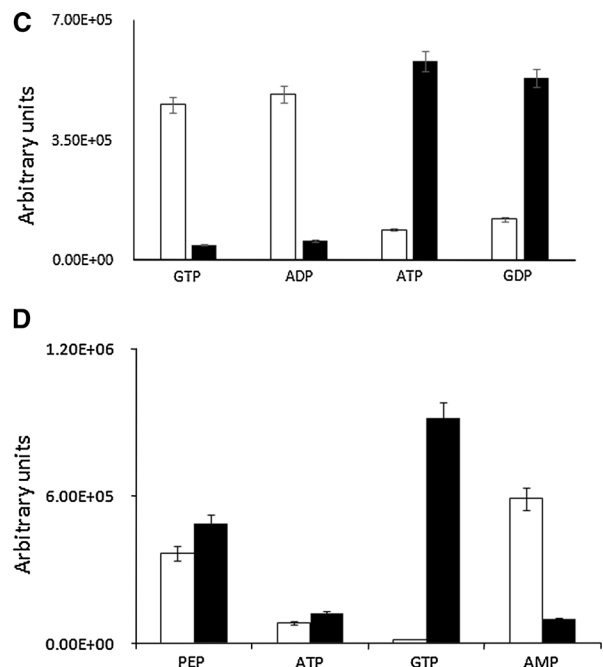 C
7.00E+05
3.50E+05
0.00E+00
Arbitrary units
GTP ADP ATP GDP
D
1.20E+06
6.00E+05
0.00E+00
Arbitrary units
PEP ATP GTP AMP